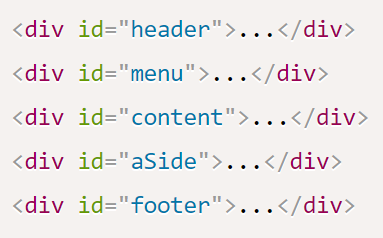 <div id="header">...</div>
<div id="menu">...</div>
<div id="content">...</div>
<div id="aSide">...</div>
<div id="footer">...</div>